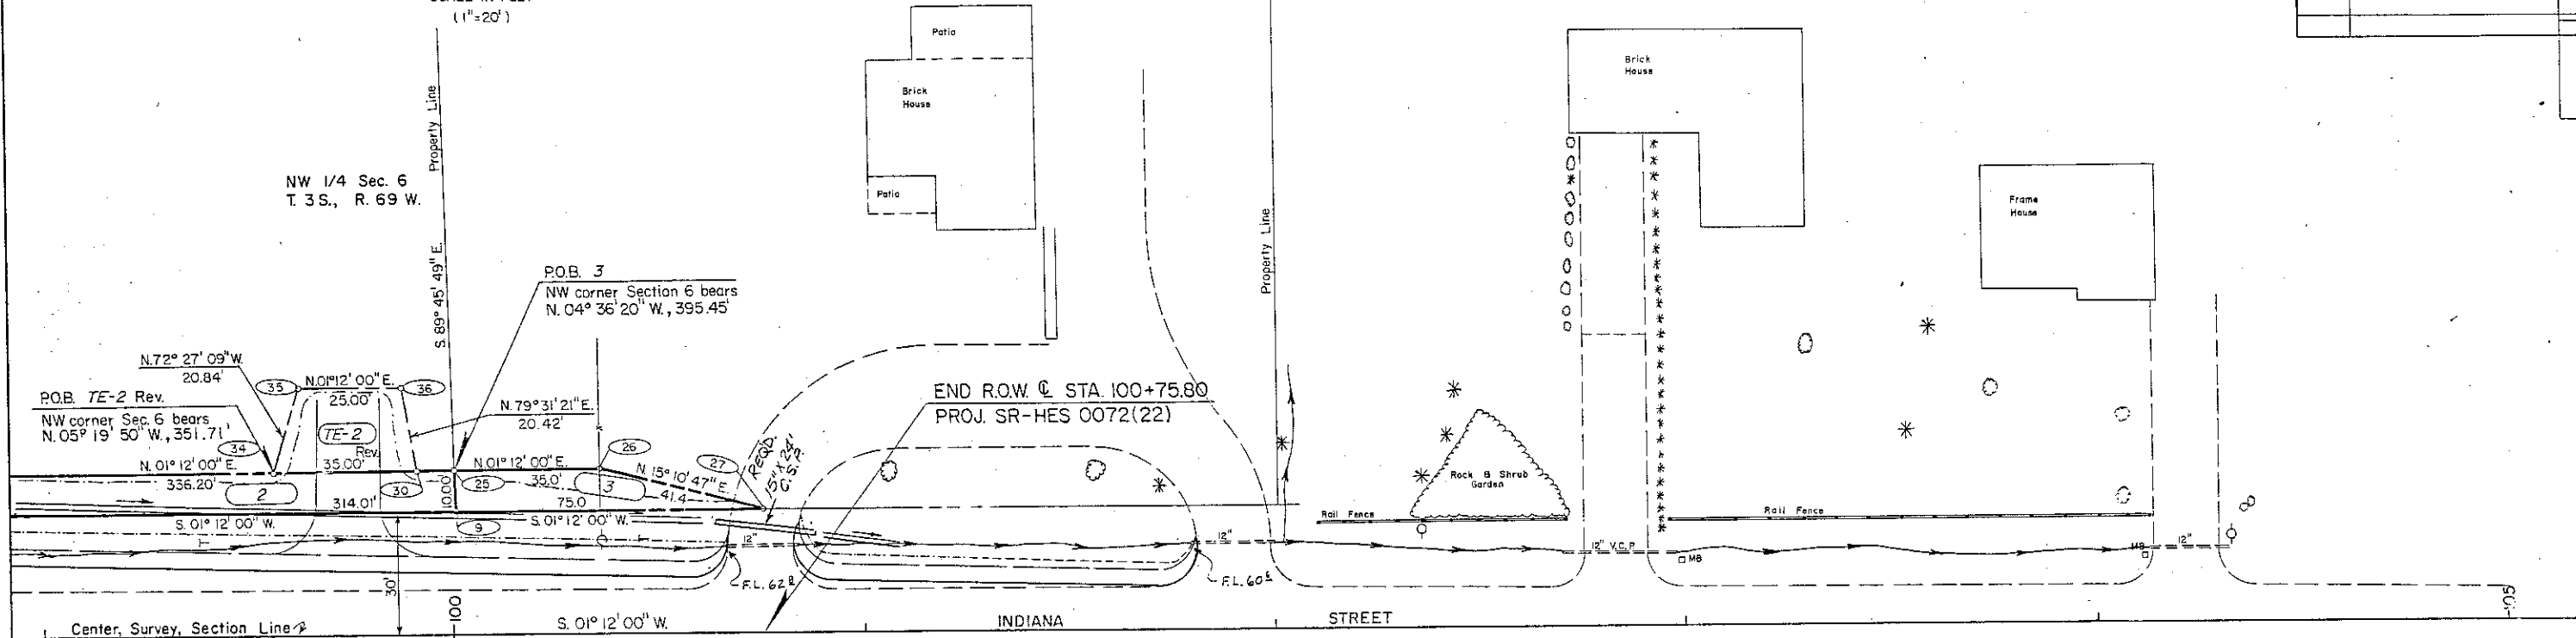 (1"=20')
Patio
Brick
House
Patio
Brick
House
Frame
House
Property Line
S. 89° 45' 49" E.
Property Line
NW 1/4 Sec. 6
T. 3 S., R. 69 W.
P.O.B. 3
NW corner Section 6 bears
N. 04° 36' 20" W., 395.45'
N. 72° 27' 09" W.
20.84'
P.O.B. TE-2 Rev.
NW corner Sec. 6 bears
N. 05° 19' 50" W., 351.71'
35
N. 01° 12' 00" E.
36
25.00'
TE-2
Rev.
N. 79° 31' 21" E.
20.42'
34
N. 01° 12' 00" E.
336.20'
2
35.00'
314.01'
30
10.00'
25
N. 01° 12' 00" E.
35.0'
3
75.0
26
N. 15° 10' 47" E.
41.4
27
REQD.
15" X 24'
C.S.P.
S. 01° 12' 00" W.
9
S. 01° 12' 00" W.
END R.O.W. ℄ STA. 100+75.80
PROJ. SR-HES 0072(22)
Rock & Shrub
Garden
Rail Fence
Rail Fence
12"
12"
12" V.C.P.
MB
MB
12"
F.L. 62
F.L. 60
30'
100
105
Center, Survey, Section Line
S. 01° 12' 00" W.
INDIANA STREET